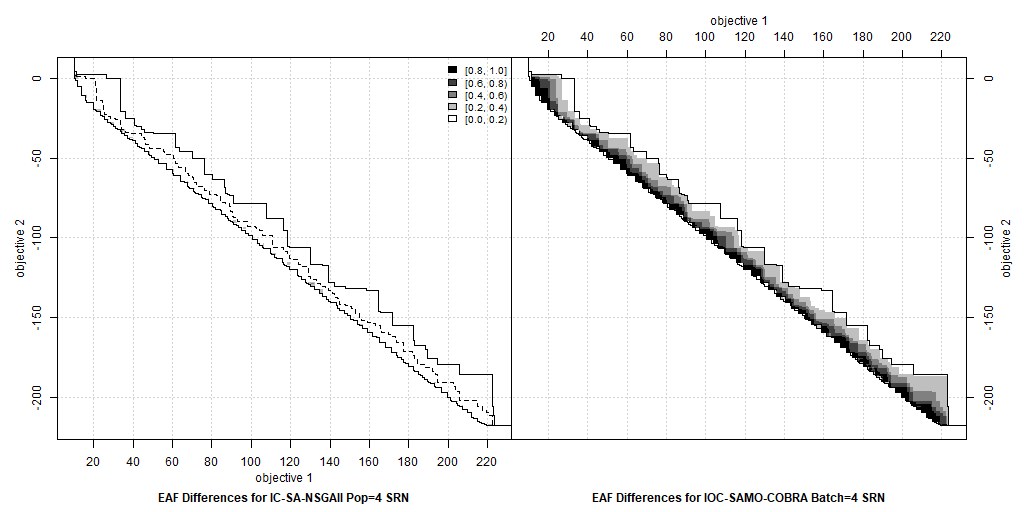 objective 1
20 40 60 80 100 120 140 160 180 200 220
[0.8, 1.0]
[0.6, 0.8)
[0.4, 0.6)
[0.2, 0.4)
[0.0, 0.2)
0
-50
-100
-150
-200
objective 2
0
-50
-100
-150
-200
objective 2
20 40 60 80 100 120 140 160 180 200 220
objective 1
EAF Differences for IC-SA-NSGAII Pop=4 SRN
EAF Differences for IOC-SAMO-COBRA Batch=4 SRN